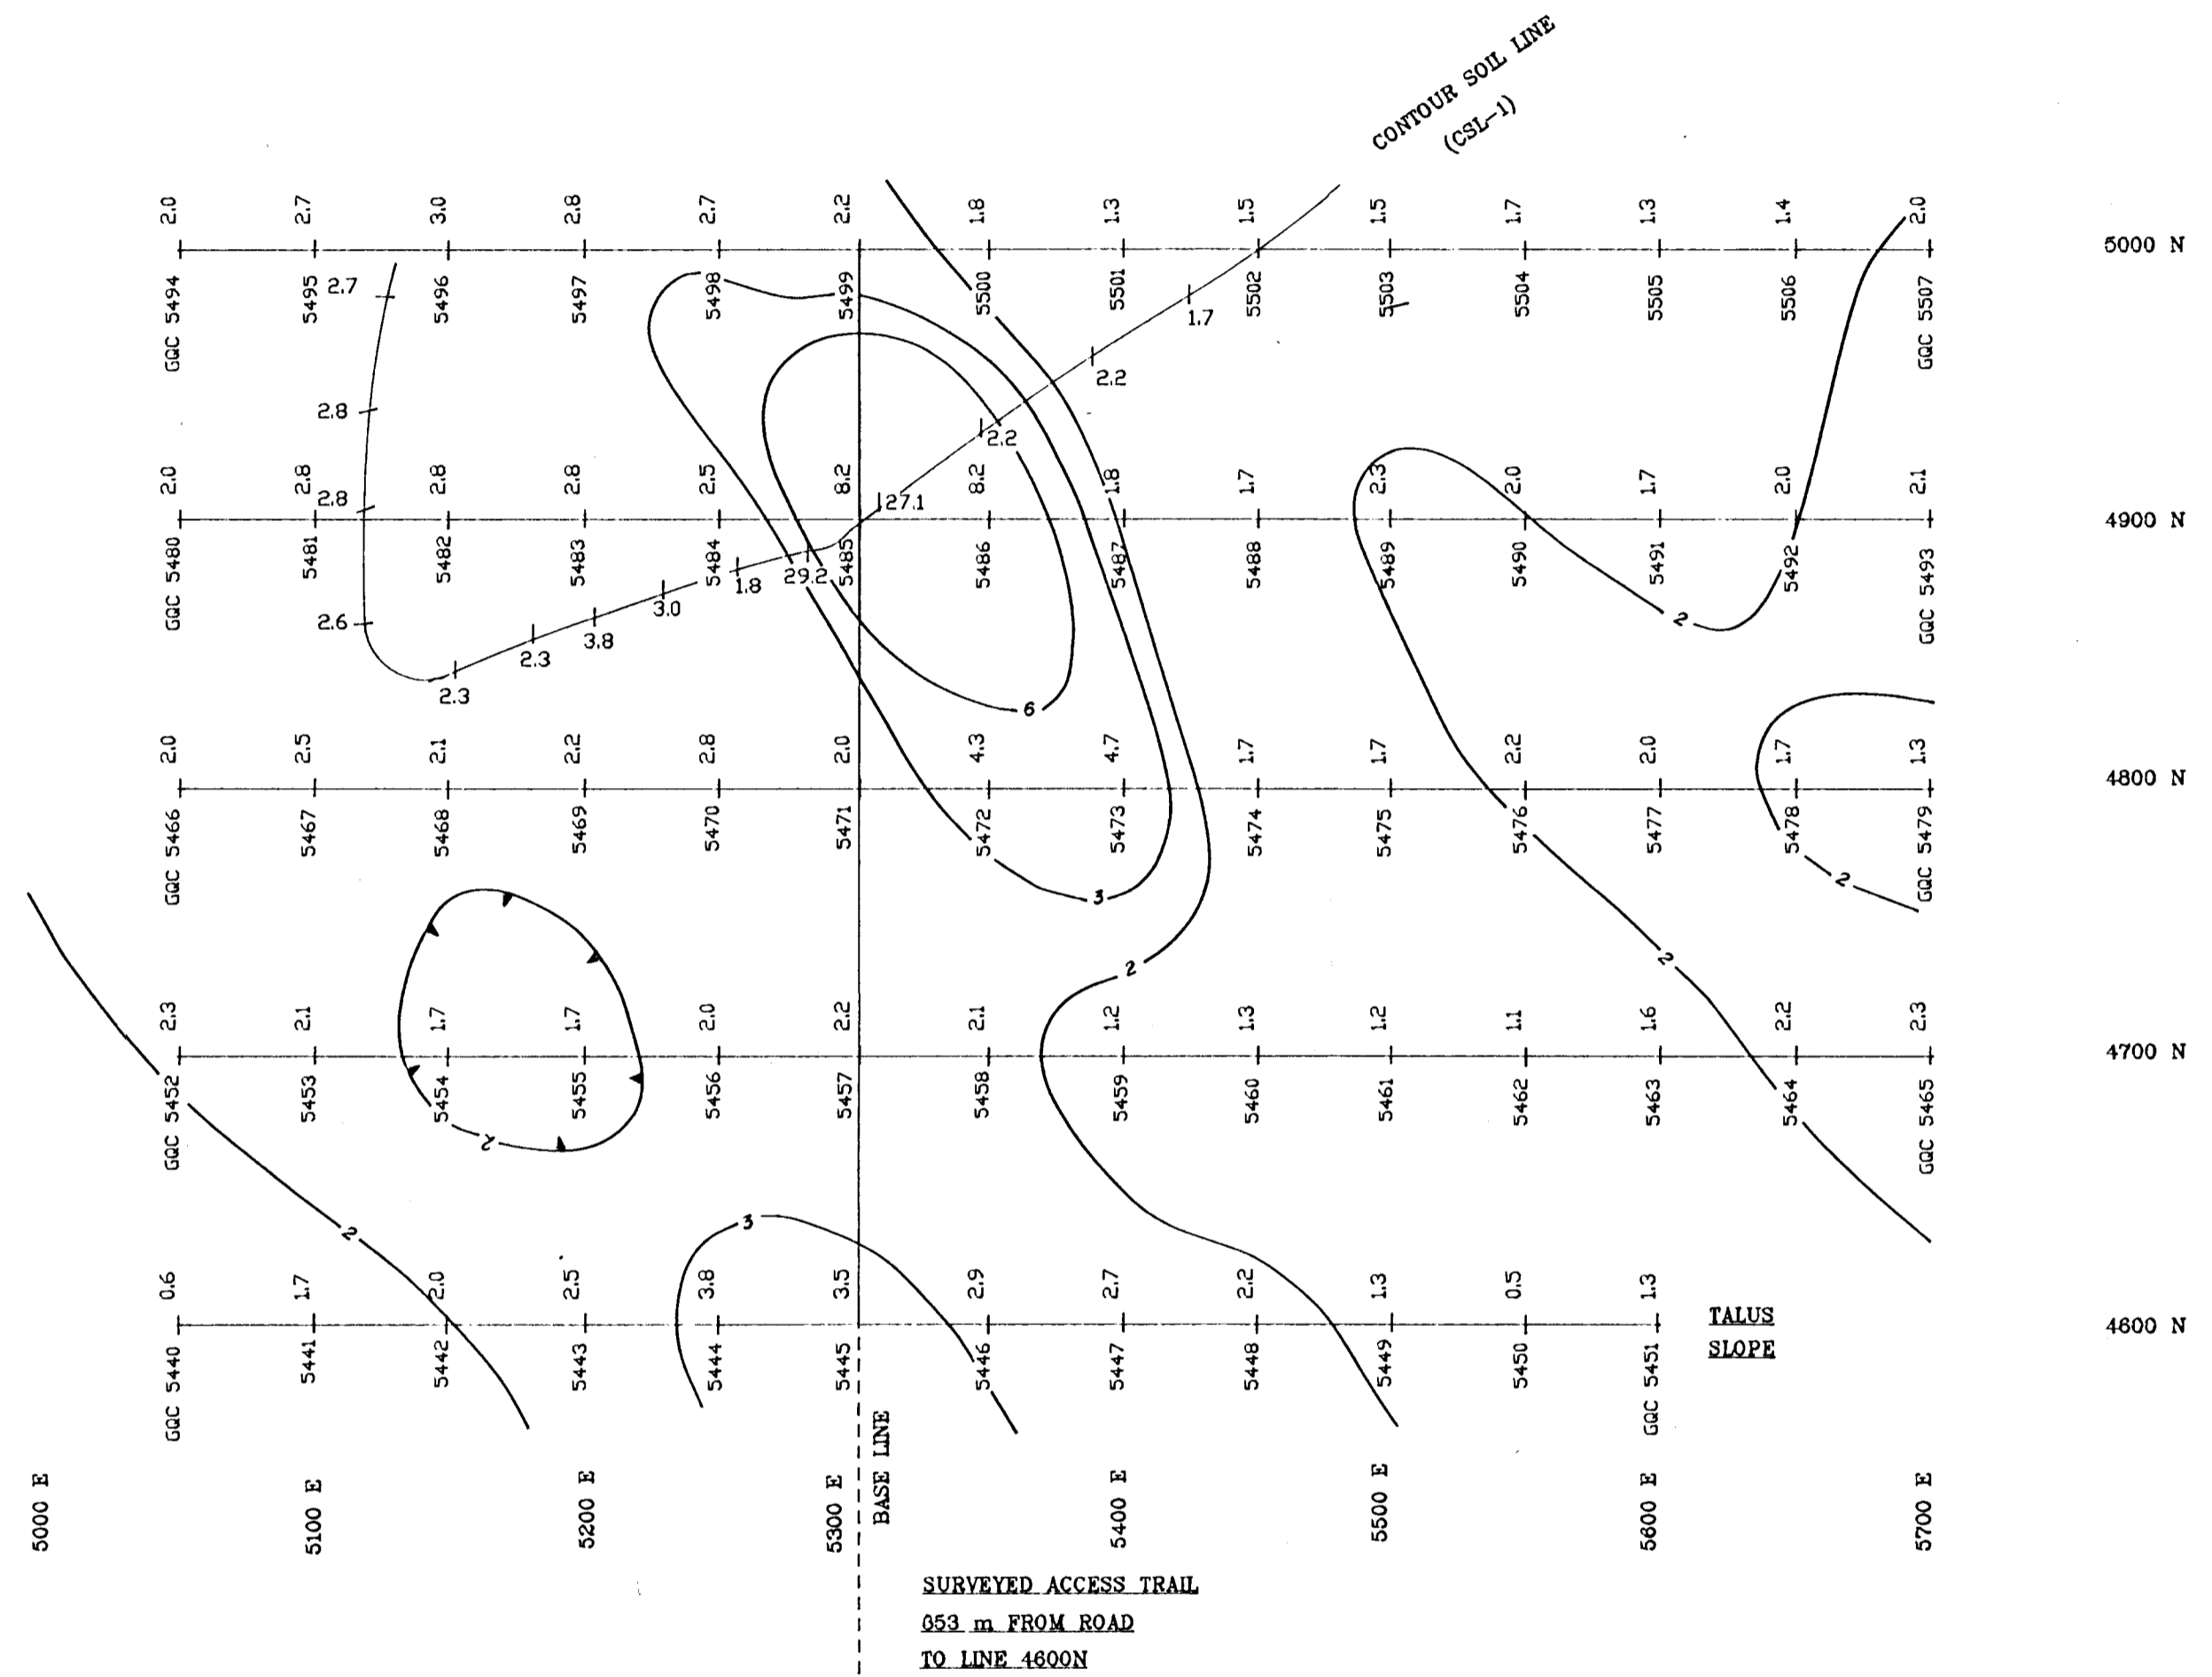 CONTOUR SOIL LINE
(CSL-1)
2.0 2.7 3.0 2.8 2.7 2.2 1.8 1.3 1.5 1.5 1.7 1.3 1.4 2.0
5000 N
GQC 5494 5495 5496 5497 5498 5499 5500 5501 5502 5503 5504 5505 5506 GQC 5507
2.7
1.7
2.2
2.8
2.2
2.0 2.8 2.8 2.8 2.5 8.2 8.2 1.8 1.7 2.3 2.0 1.7 2.0 2.1
2.8
27.1
4900 N
GQC 5480 5481 5482 5483 5484 5485 5486 5487 5488 5489 5490 5491 5492 GQC 5493
29.2
1.8
3.0
2.6
3.8
2.3
2.3
2
6
2.0 2.5 2.1 2.2 2.8 2.0 4.3 4.7 1.7 1.7 2.2 2.0 1.7 1.3
4800 N
GQC 5466 5467 5468 5469 5470 5471 5472 5473 5474 5475 5476 5477 5478 GQC 5479
2
3
2
2
2.3 2.1 1.7 1.7 2.0 2.2 2.1 1.2 1.3 1.2 1.1 1.6 2.2 2.3
4700 N
GQC 5452 5453 5454 5455 5456 5457 5458 5459 5460 5461 5462 5463 5464 GQC 5465
2
3
2
0.6 1.7 2.0 2.5 3.8 3.5 2.9 2.7 2.2 1.3 0.5 1.3
TALUS
SLOPE
4600 N
GQC 5440 5441 5442 5443 5444 5445 5446 5447 5448 5449 5450 GQC 5451
BASE LINE
5000 E 5100 E 5200 E 5300 E 5400 E 5500 E 5600 E 5700 E
SURVEYED ACCESS TRAIL
653 m FROM ROAD
TO LINE 4600N